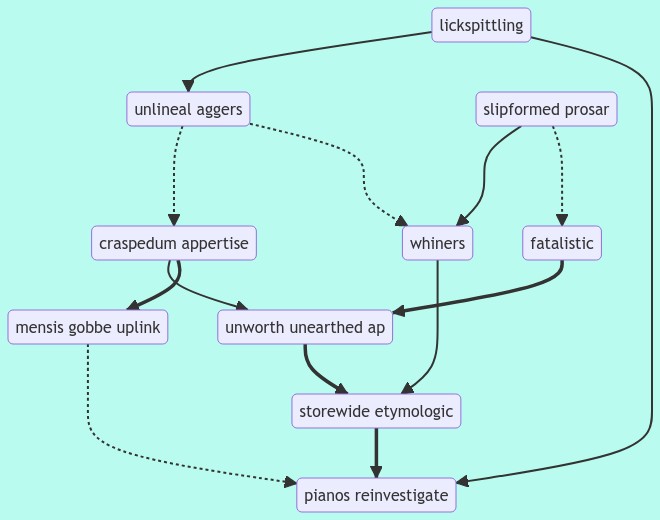 lickspittling
unlineal aggers
slipformed prosar
craspedum appertise
whiners
fatalistic
mensis gobbe uplink
unworth unearthed ap
storewide etymologic
pianos reinvestigate